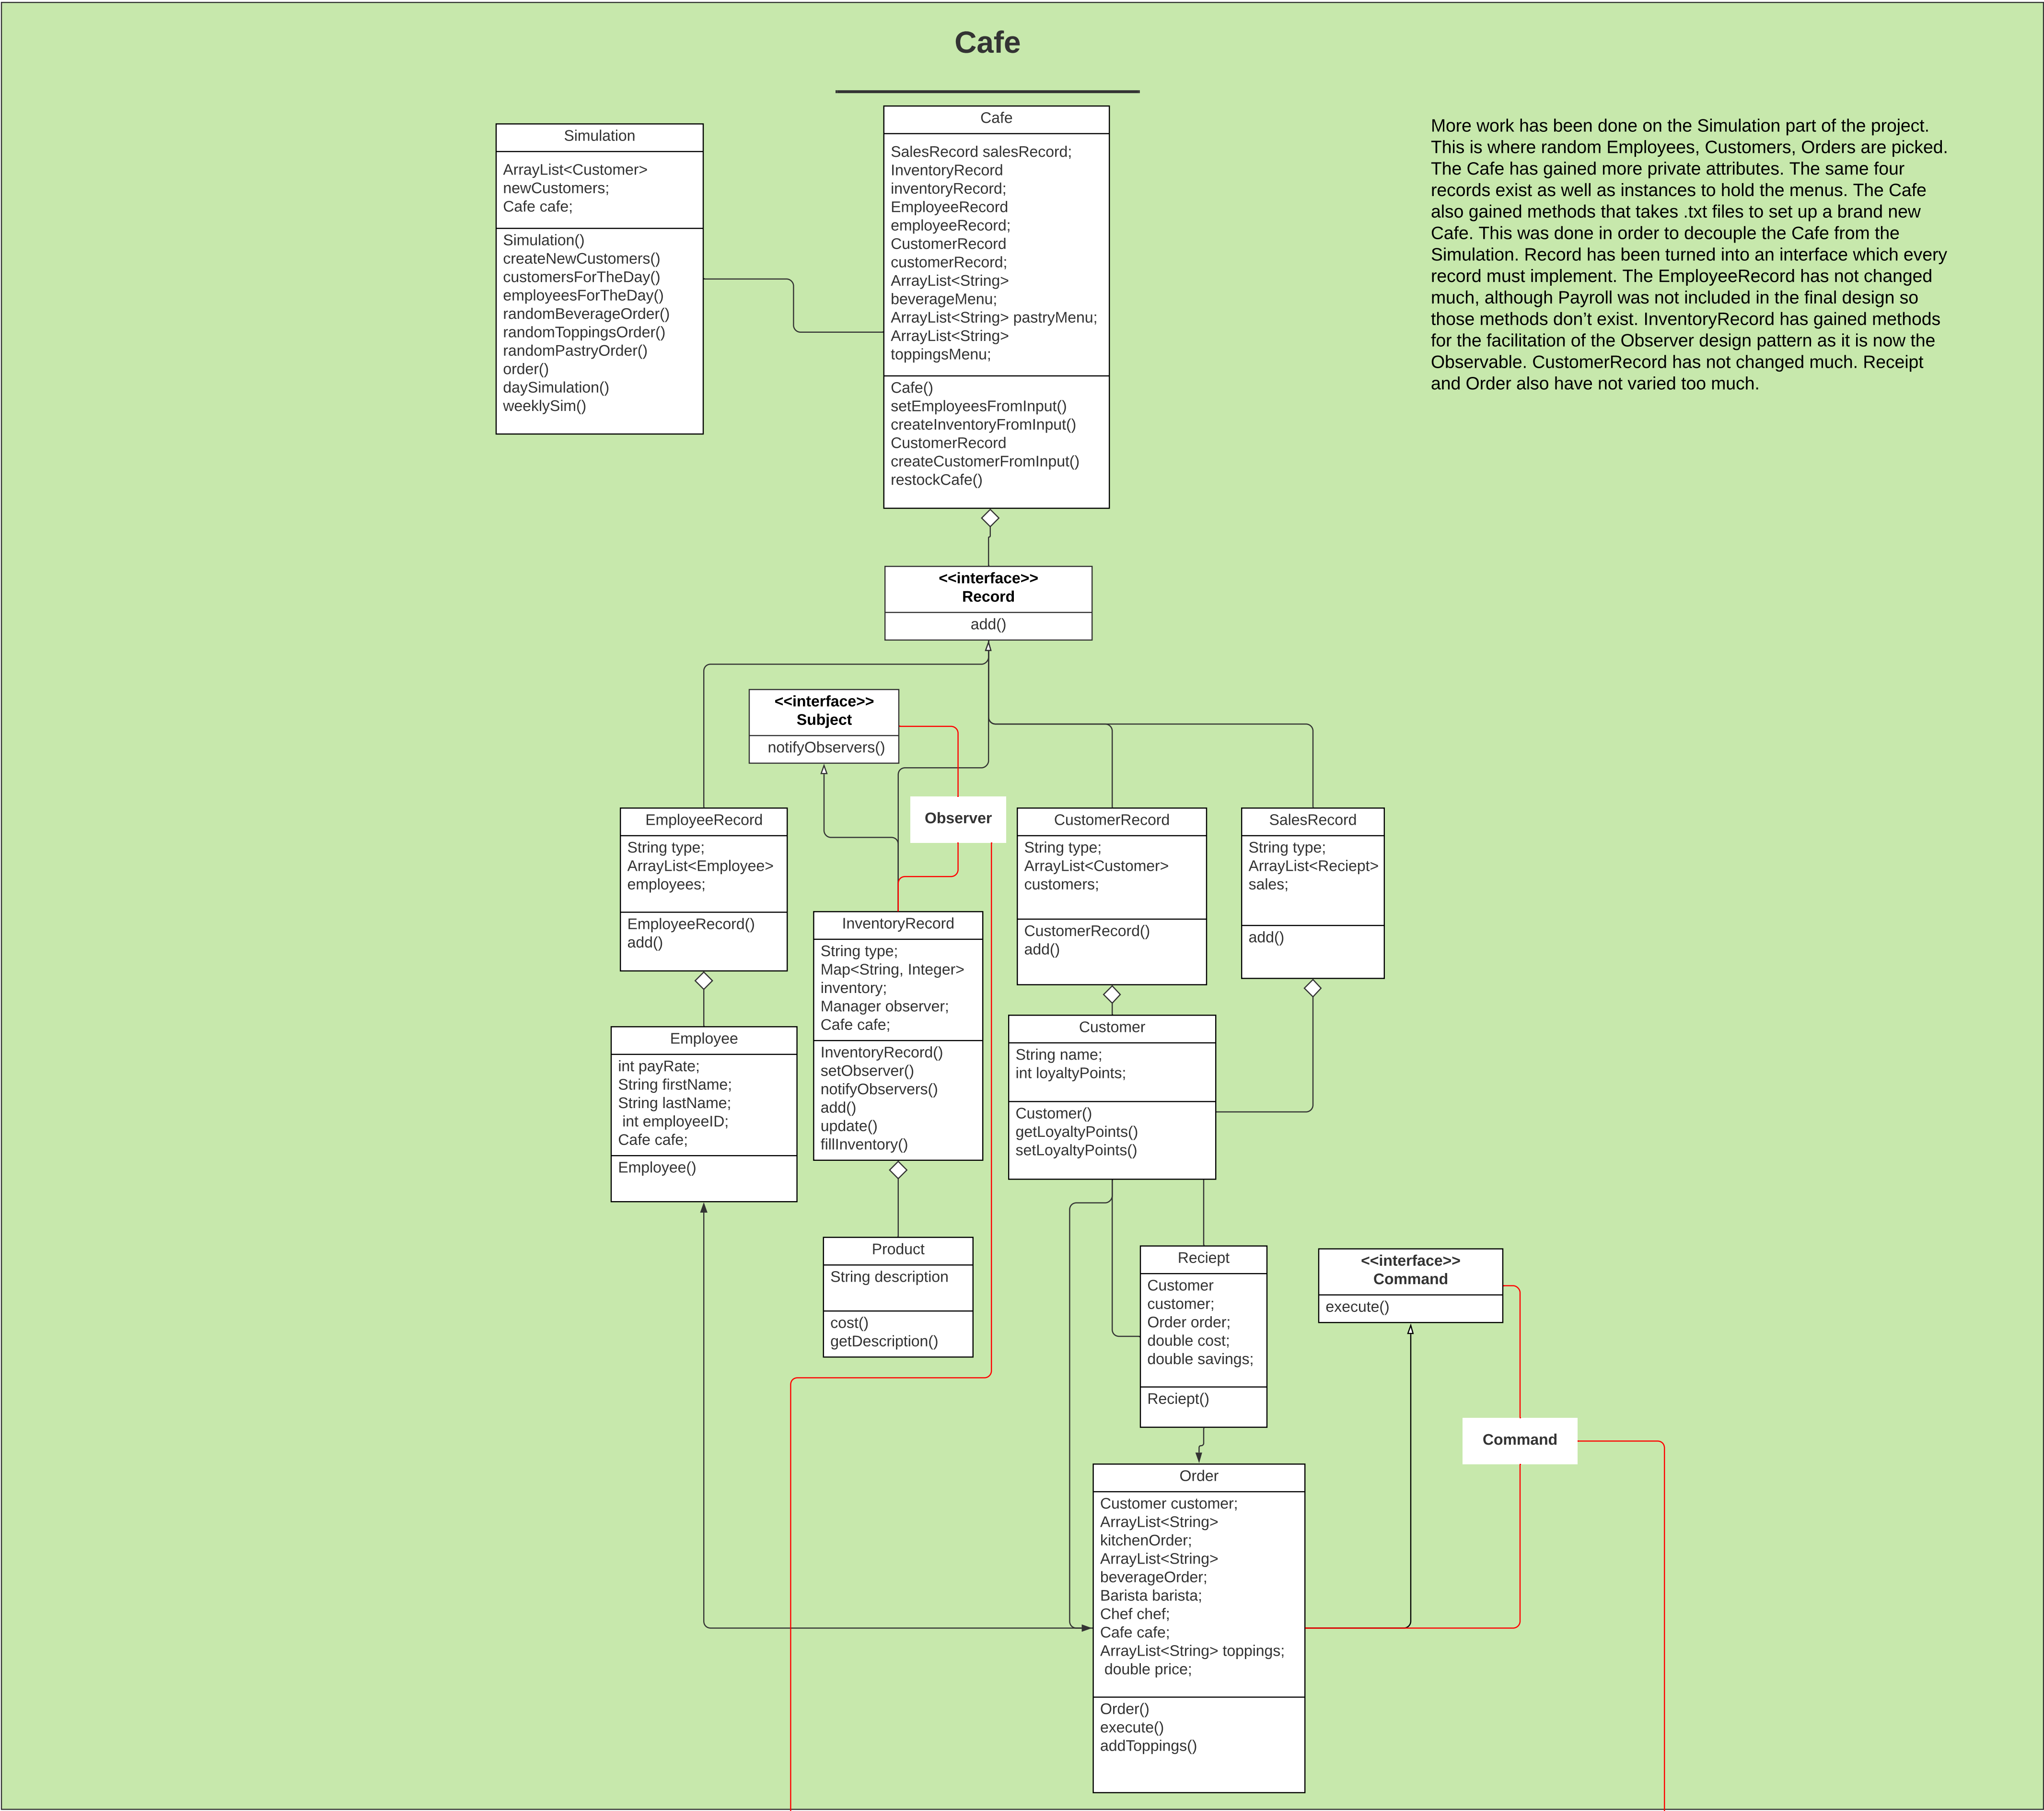 Cafe
Simulation
ArrayList<Customer>
newCustomers;
Cafe cafe;
Simulation()
createNewCustomers()
customersForTheDay()
employeesForTheDay()
randomBeverageOrder()
randomToppingsOrder()
randomPastryOrder()
order()
daySimulation()
weeklySim()
Cafe
SalesRecord salesRecord;
InventoryRecord
inventoryRecord;
EmployeeRecord
employeeRecord;
CustomerRecord
customerRecord;
ArrayList<String>
beverageMenu;
ArrayList<String> pastryMenu;
ArrayList<String>
toppingsMenu;
Cafe()
setEmployeesFromInput()
createInventoryFromInput()
CustomerRecord
createCustomerFromInput()
restockCafe()
More work has been done on the Simulation part of the project.
This is where random Employees, Customers, Orders are picked.
The Cafe has gained more private attributes. The same four
records exist as well as instances to hold the menus. The Cafe
also gained methods that takes .txt files to set up a brand new
Cafe. This was done in order to decouple the Cafe from the
Simulation. Record has been turned into an interface which every
record must implement. The EmployeeRecord has not changed
much, although Payroll was not included in the final design so
those methods don’t exist. InventoryRecord has gained methods
for the facilitation of the Observer design pattern as it is now the
Observable. CustomerRecord has not changed much. Receipt
and Order also have not varied too much.
<<interface>>
Record
add()
<<interface>>
Subject
notifyObservers()
Observer
EmployeeRecord
String type;
ArrayList<Employee>
employees;
EmployeeRecord()
add()
InventoryRecord
String type;
Map<String, Integer>
inventory;
Manager observer;
Cafe cafe;
InventoryRecord()
setObserver()
notifyObservers()
add()
update()
fillInventory()
CustomerRecord
String type;
ArrayList<Customer>
customers;
CustomerRecord()
add()
SalesRecord
String type;
ArrayList<Reciept>
sales;
add()
Employee
int payRate;
String firstName;
String lastName;
int employeeID;
Cafe cafe;
Employee()
Customer
String name;
int loyaltyPoints;
Customer()
getLoyaltyPoints()
setLoyaltyPoints()
Product
String description
cost()
getDescription()
Reciept
Customer
customer;
Order order;
double cost;
double savings;
Reciept()
<<interface>>
Command
execute()
Command
Order
Customer customer;
ArrayList<String>
kitchenOrder;
ArrayList<String>
beverageOrder;
Barista barista;
Chef chef;
Cafe cafe;
ArrayList<String> toppings;
double price;
Order()
execute()
addToppings()